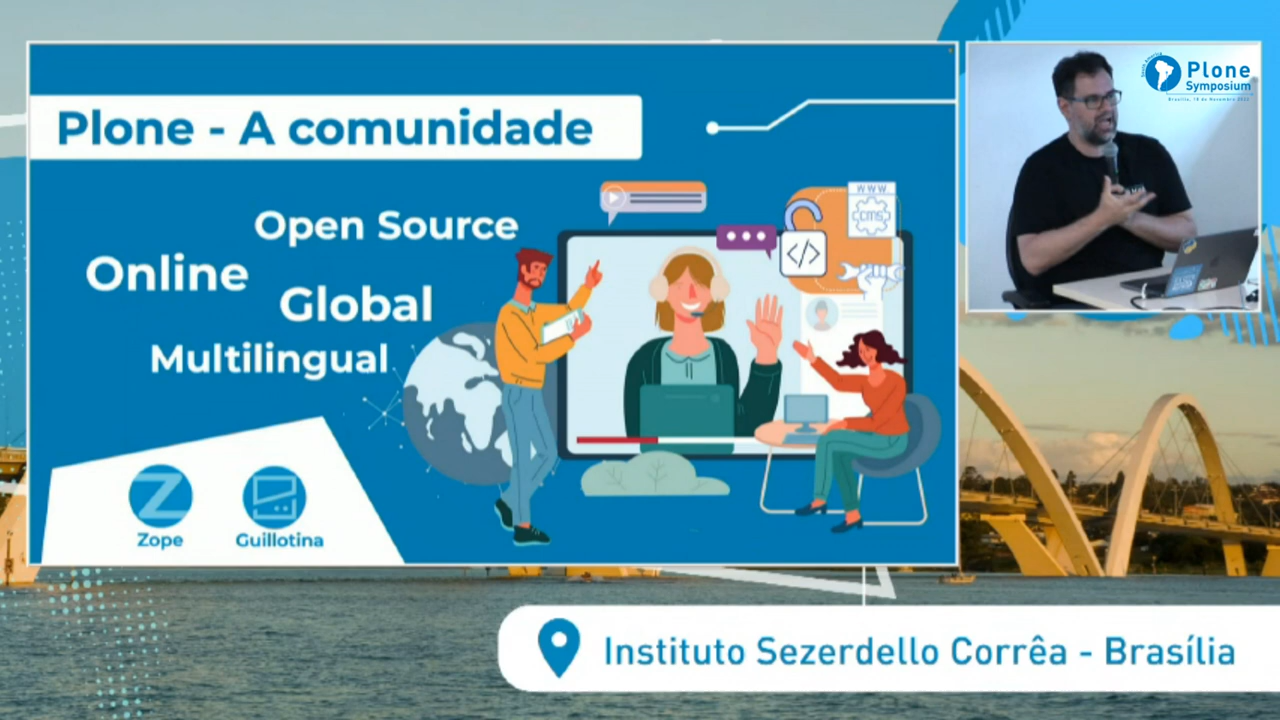 Plone - A comunidade
Open Source
Online
Global
Multilingual
WWW
CMS
</>
Zope
Guillotina
Plone
Symposium
Instituto Sezerdello Corrêa - Brasília